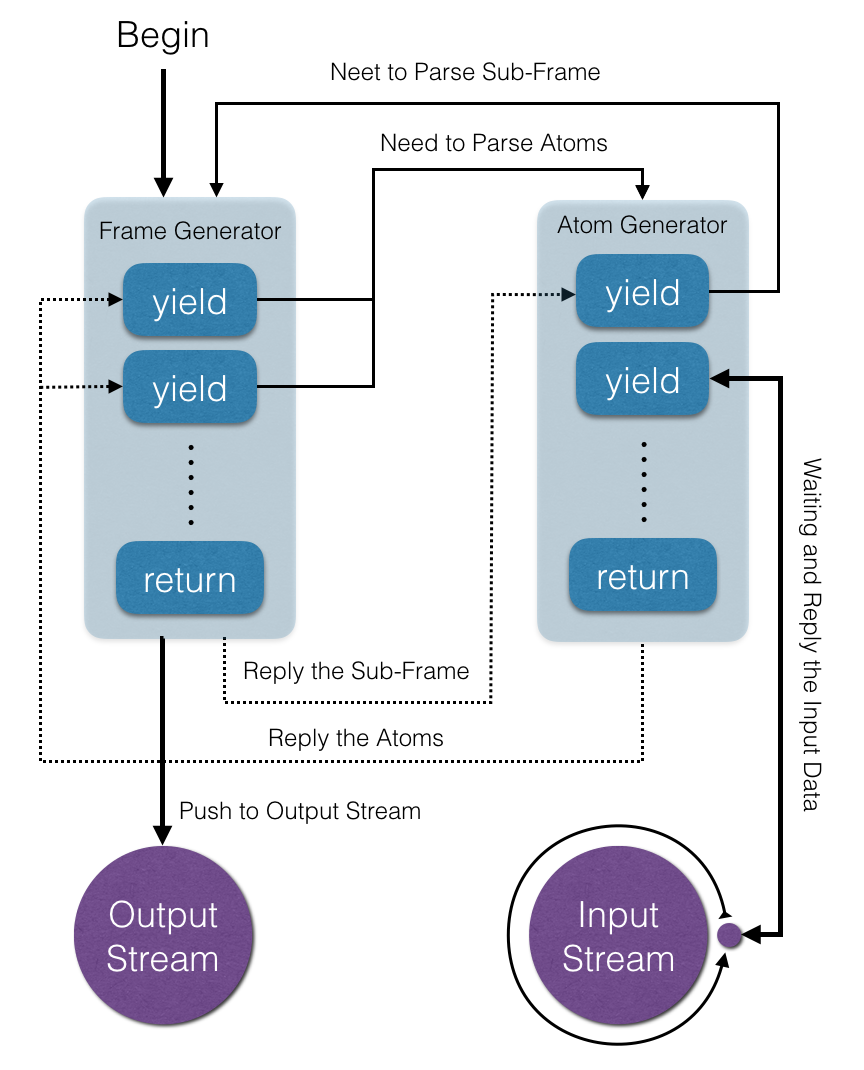 Begin
Neet to Parse Sub-Frame
Need to Parse Atoms
Frame Generator
yield
yield
return
Atom Generator
yield
yield
return
Waiting and Reply the Input Data
Reply the Sub-Frame
Reply the Atoms
Push to Output Stream
Output
Stream
Input
Stream